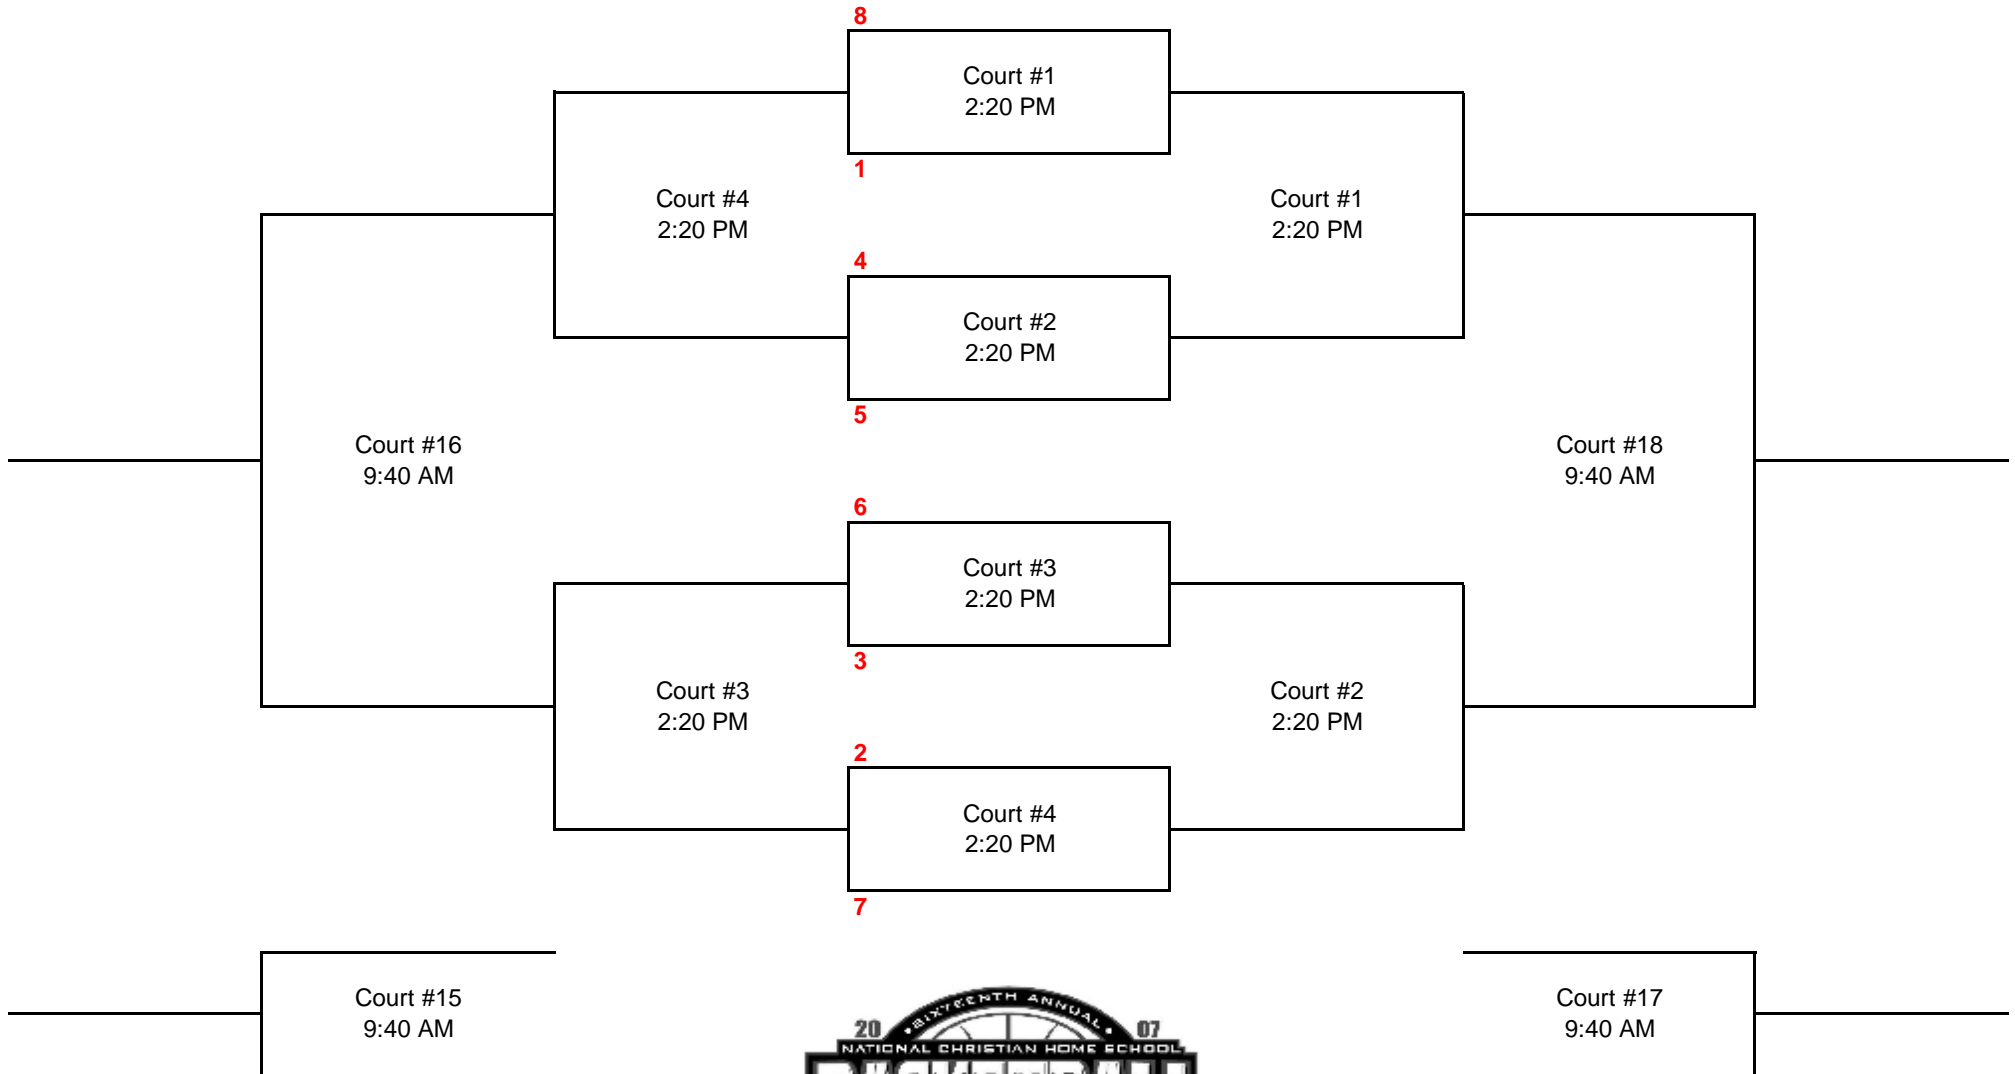 8
Court #1
2:20 PM
1
Court #4
2:20 PM
Court #1
2:20 PM
4
Court #2
2:20 PM
5
Court #16
9:40 AM
Court #18
9:40 AM
6
Court #3
2:20 PM
3
Court #3
2:20 PM
Court #2
2:20 PM
2
Court #4
2:20 PM
7
Court #15
9:40 AM
Court #17
9:40 AM
SIXTEENTH ANNUAL
20 07
NATIONAL CHRISTIAN HOME SCHOOL